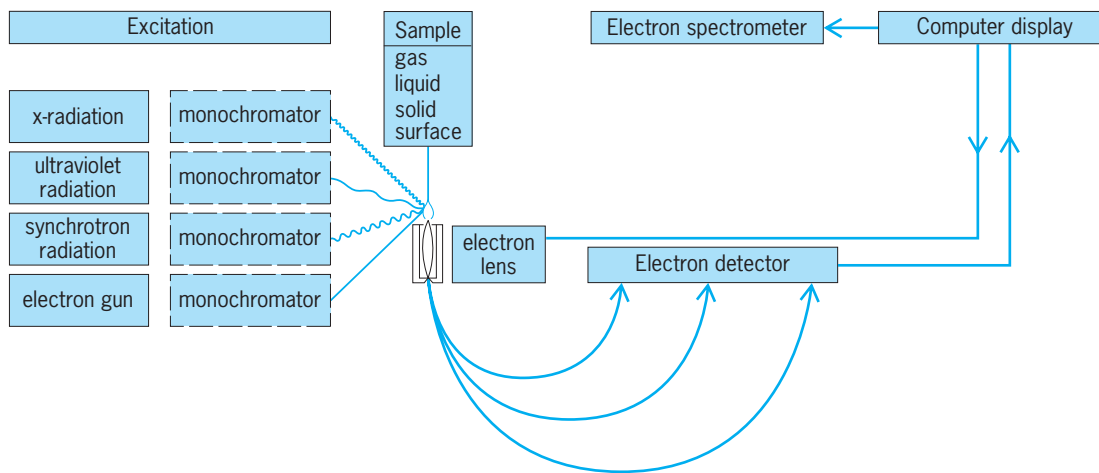 Excitation
Sample
gas
liquid
solid
surface
Electron spectrometer
Computer display
x-radiation
monochromator
ultraviolet
radiation
monochromator
synchrotron
radiation
monochromator
electron gun
monochromator
electron
lens
Electron detector